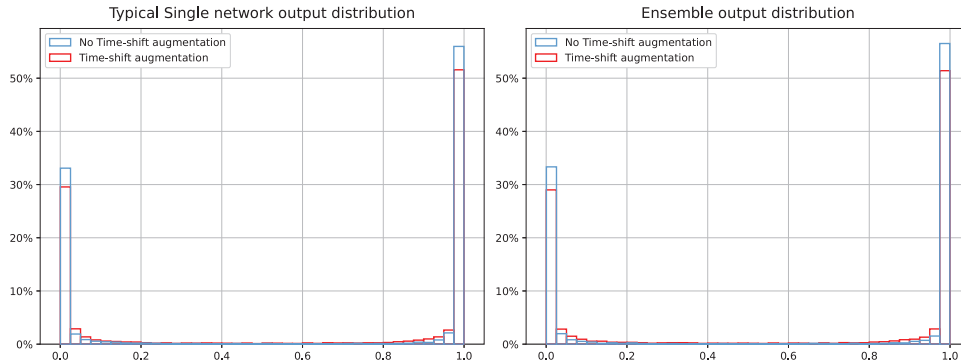 Typical Single network output distribution
No Time-shift augmentation
Time-shift augmentation
50%
40%
30%
20%
10%
0%
0.0 0.2 0.4 0.6 0.8 1.0
Ensemble output distribution
No Time-shift augmentation
Time-shift augmentation
50%
40%
30%
20%
10%
0%
0.0 0.2 0.4 0.6 0.8 1.0